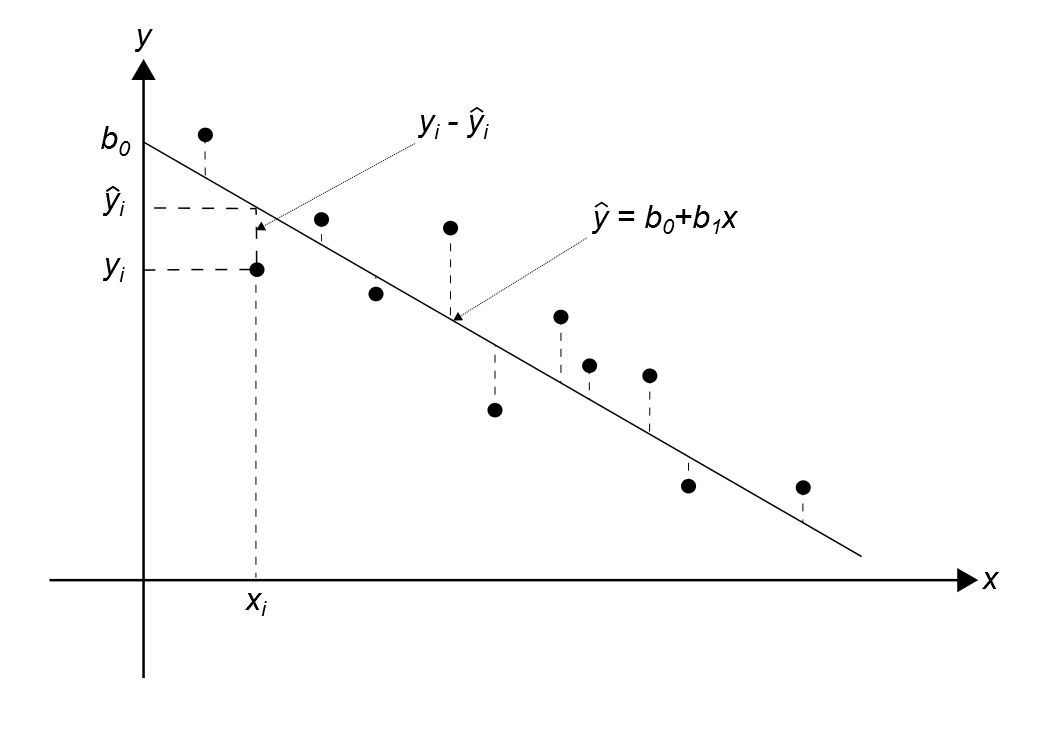 y
b₀
yᵢ - ŷᵢ
ŷᵢ
ŷ = b₀+b₁x
yᵢ
x
xᵢ